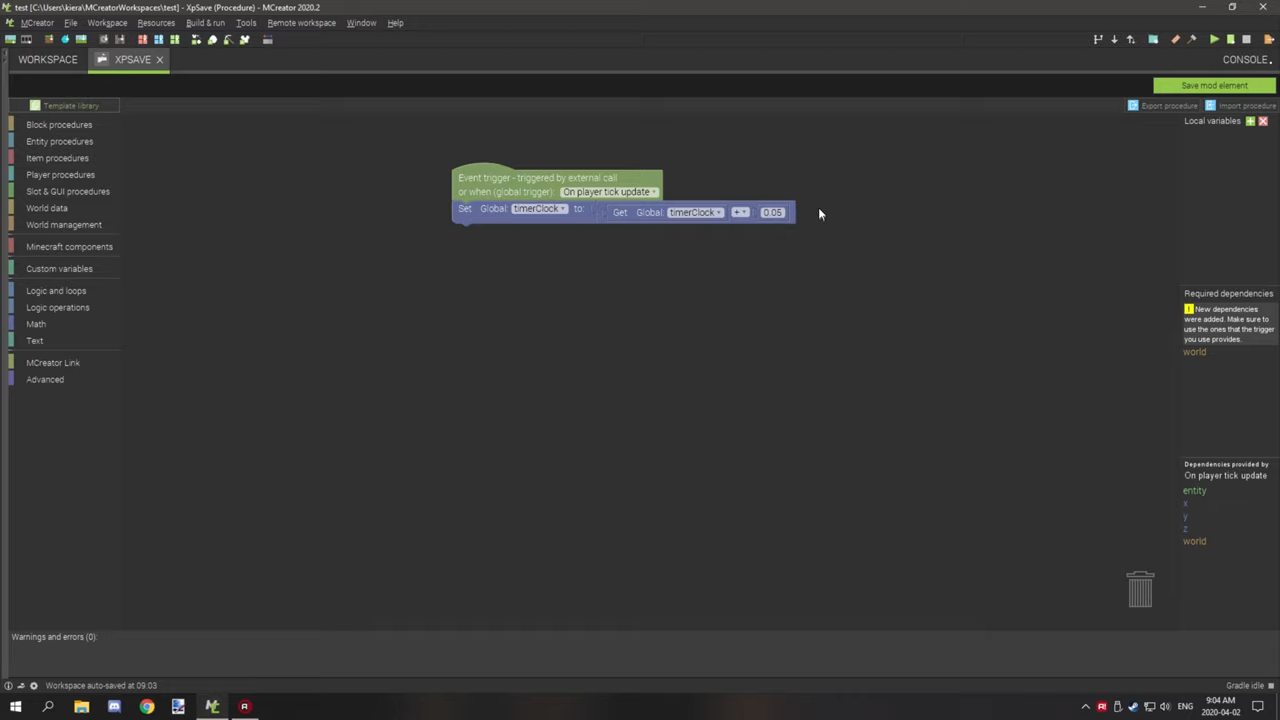 test [C:\Users\kiera\MCreatorWorkspaces\test] - XpSave (Procedure) - MCreator 2020.2
MCreator File Workspace Resources Build & run Tools Remote workspace Window Help
WORKSPACE XPSAVE CONSOLE
Save mod element
Template library Export procedure Import procedure
Local variables
Block procedures
Entity procedures
Item procedures
Player procedures
Slot & GUI procedures
World data
World management
Minecraft components
Custom variables
Logic and loops
Logic operations
Math
Text
MCreator Link
Advanced
Event trigger - triggered by external call
or when (global trigger): On player tick update
Set Global: timerClock to: Get Global: timerClock + 0.05
Required dependencies
! New dependencies
were added. Make sure to
use the ones that the trigger
you use provides.
world
Dependencies provided by
On player tick update
entity
x
y
z
world
Warnings and errors (0):
Workspace auto-saved at 09:03 Gradle idle
ENG 9:04 AM
2020-04-02